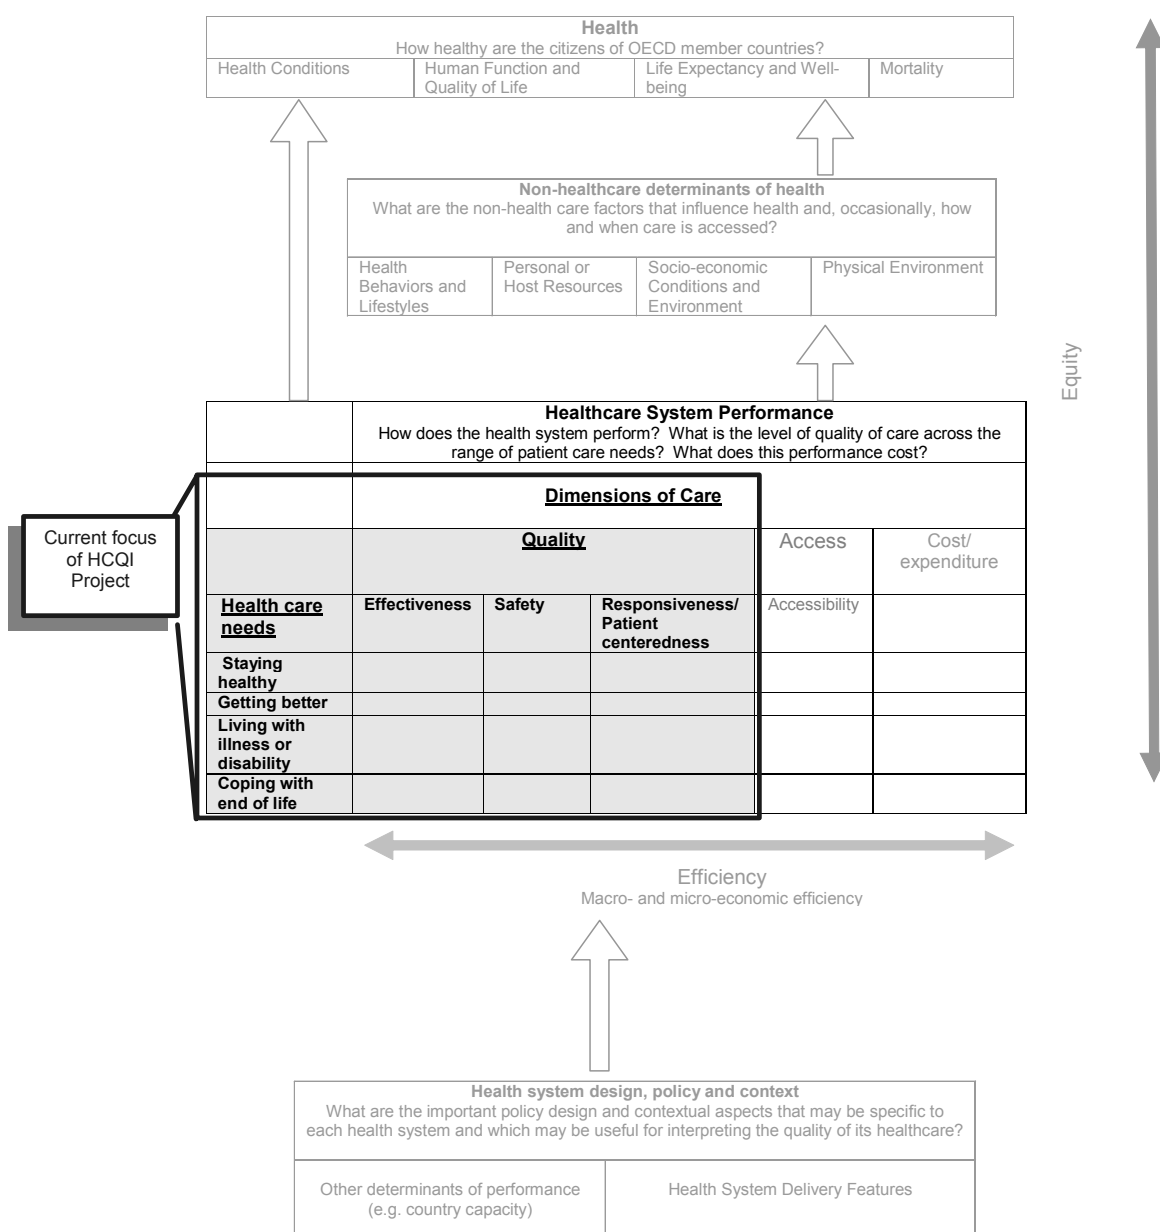 Health
How healthy are the citizens of OECD member countries?
Health Conditions
Human Function and
Quality of Life
Life Expectancy and Well-
being
Mortality
Non-healthcare determinants of health
What are the non-health care factors that influence health and, occasionally, how
and when care is accessed?
Health
Behaviors and
Lifestyles
Personal or
Host Resources
Socio-economic
Conditions and
Environment
Physical Environment
Equity
Healthcare System Performance
How does the health system perform? What is the level of quality of care across the
range of patient care needs? What does this performance cost?
Dimensions of Care
Current focus
of HCQI
Project
Quality
Access
Cost/
expenditure
Health care
needs
Effectiveness
Safety
Responsiveness/
Patient
centeredness
Accessibility
Staying
healthy
Getting better
Living with
illness or
disability
Coping with
end of life
Efficiency
Macro- and micro-economic efficiency
Health system design, policy and context
What are the important policy design and contextual aspects that may be specific to
each health system and which may be useful for interpreting the quality of its healthcare?
Other determinants of performance
(e.g. country capacity)
Health System Delivery Features